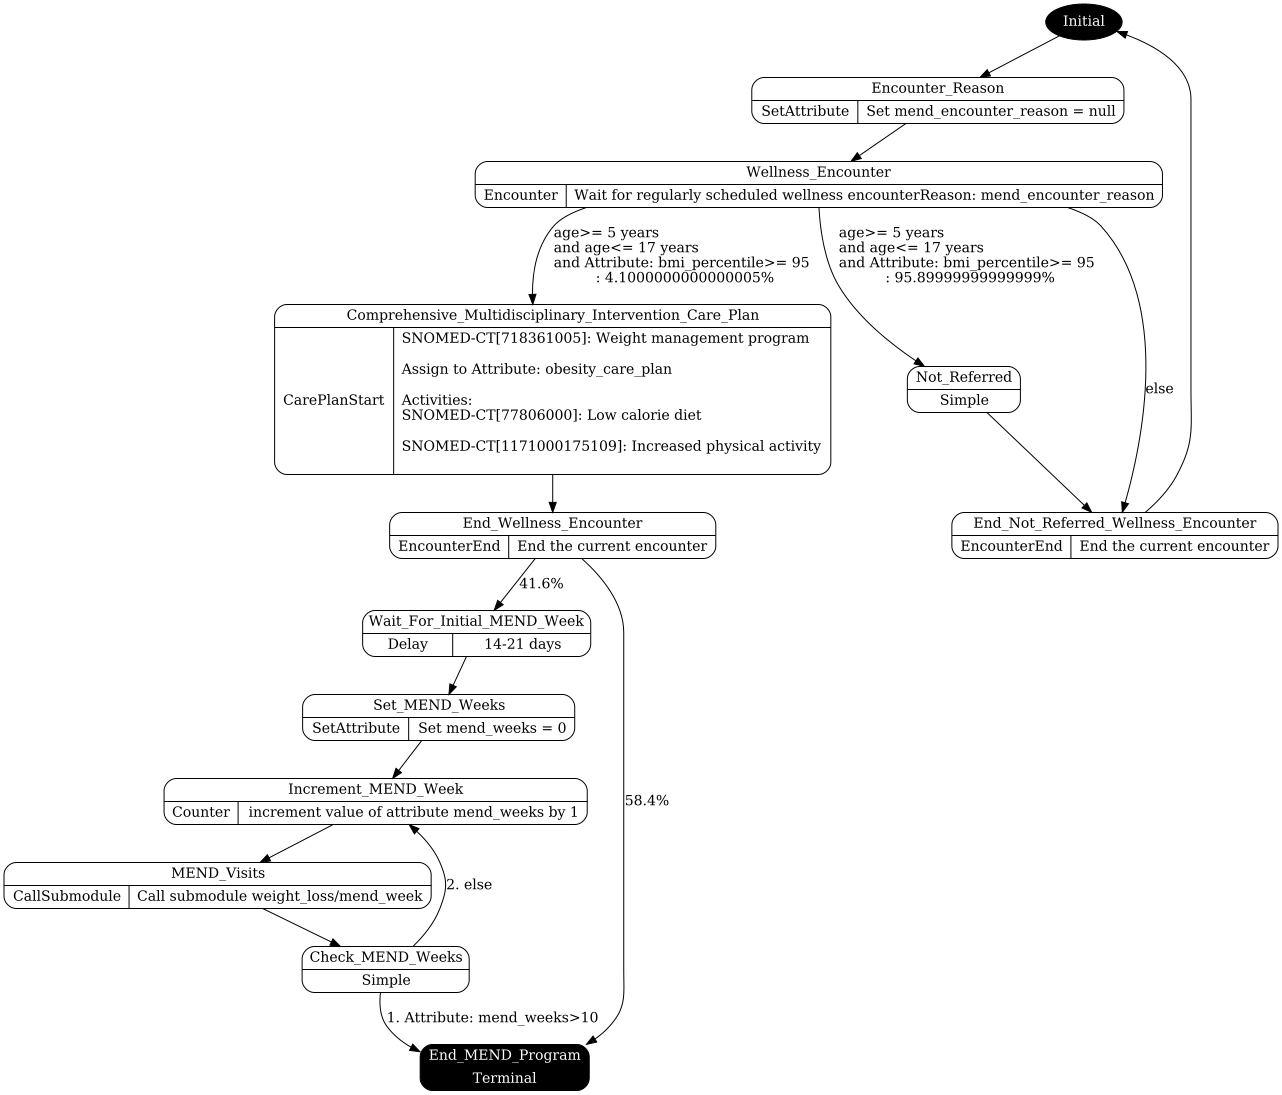 Initial
Encounter_Reason
SetAttribute
Set mend_encounter_reason = null
Wellness_Encounter
Encounter
Wait for regularly scheduled wellness encounterReason: mend_encounter_reason
age>= 5 years
and age<= 17 years
and Attribute: bmi_percentile>= 95
: 4.1000000000000005%
age>= 5 years
and age<= 17 years
and Attribute: bmi_percentile>= 95
: 95.89999999999999%
Comprehensive_Multidisciplinary_Intervention_Care_Plan
CarePlanStart
SNOMED-CT[718361005]: Weight management program
Assign to Attribute: obesity_care_plan
Activities:
SNOMED-CT[77806000]: Low calorie diet
SNOMED-CT[1171000175109]: Increased physical activity
Not_Referred
Simple
else
End_Wellness_Encounter
EncounterEnd
End the current encounter
End_Not_Referred_Wellness_Encounter
EncounterEnd
End the current encounter
41.6%
Wait_For_Initial_MEND_Week
Delay
14-21 days
Set_MEND_Weeks
SetAttribute
Set mend_weeks = 0
Increment_MEND_Week
Counter
increment value of attribute mend_weeks by 1
58.4%
MEND_Visits
CallSubmodule
Call submodule weight_loss/mend_week
2. else
Check_MEND_Weeks
Simple
1. Attribute: mend_weeks>10
End_MEND_Program
Terminal